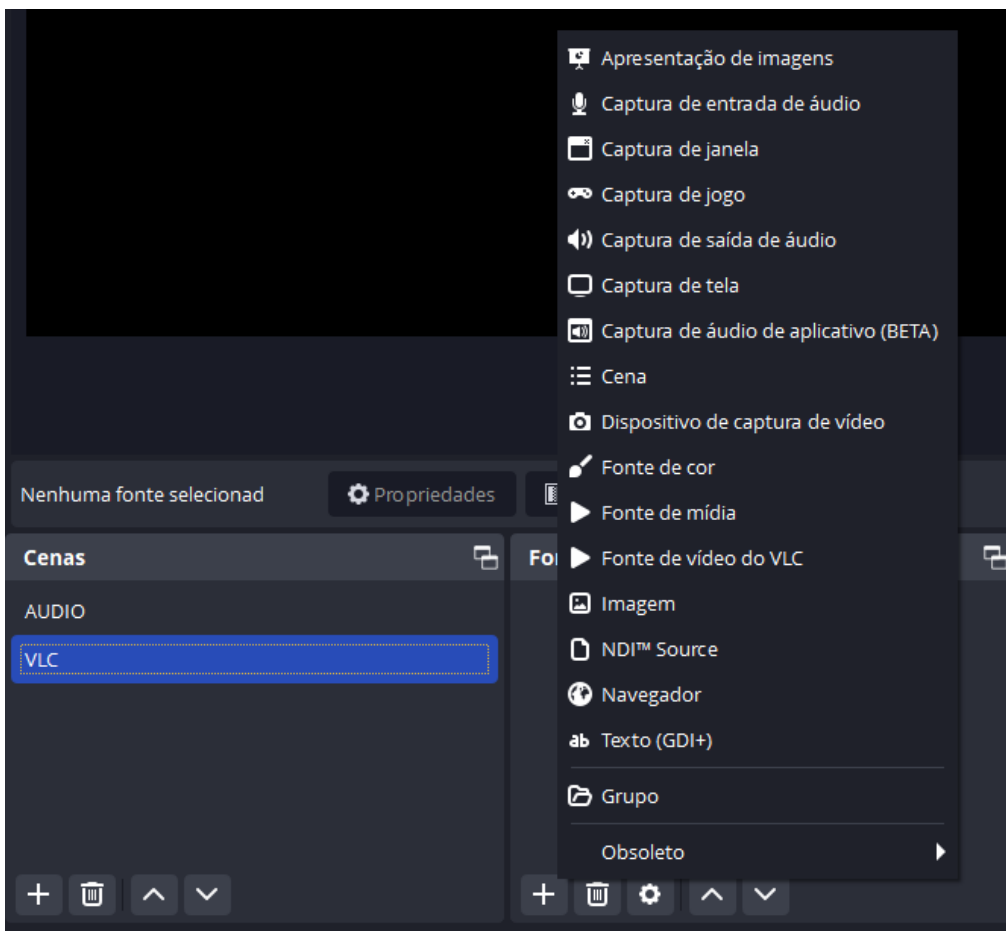 Apresentação de imagens
Captura de entrada de áudio
Captura de janela
Captura de jogo
Captura de saída de áudio
Captura de tela
Captura de áudio de aplicativo (BETA)
Cena
Dispositivo de captura de vídeo
Fonte de cor
Fonte de mídia
Fonte de vídeo do VLC
Imagem
NDI™ Source
Navegador
ab Texto (GDI+)
Grupo
Obsoleto
Nenhuma fonte selecionad
Propriedades
Cenas
Fo
AUDIO
VLC